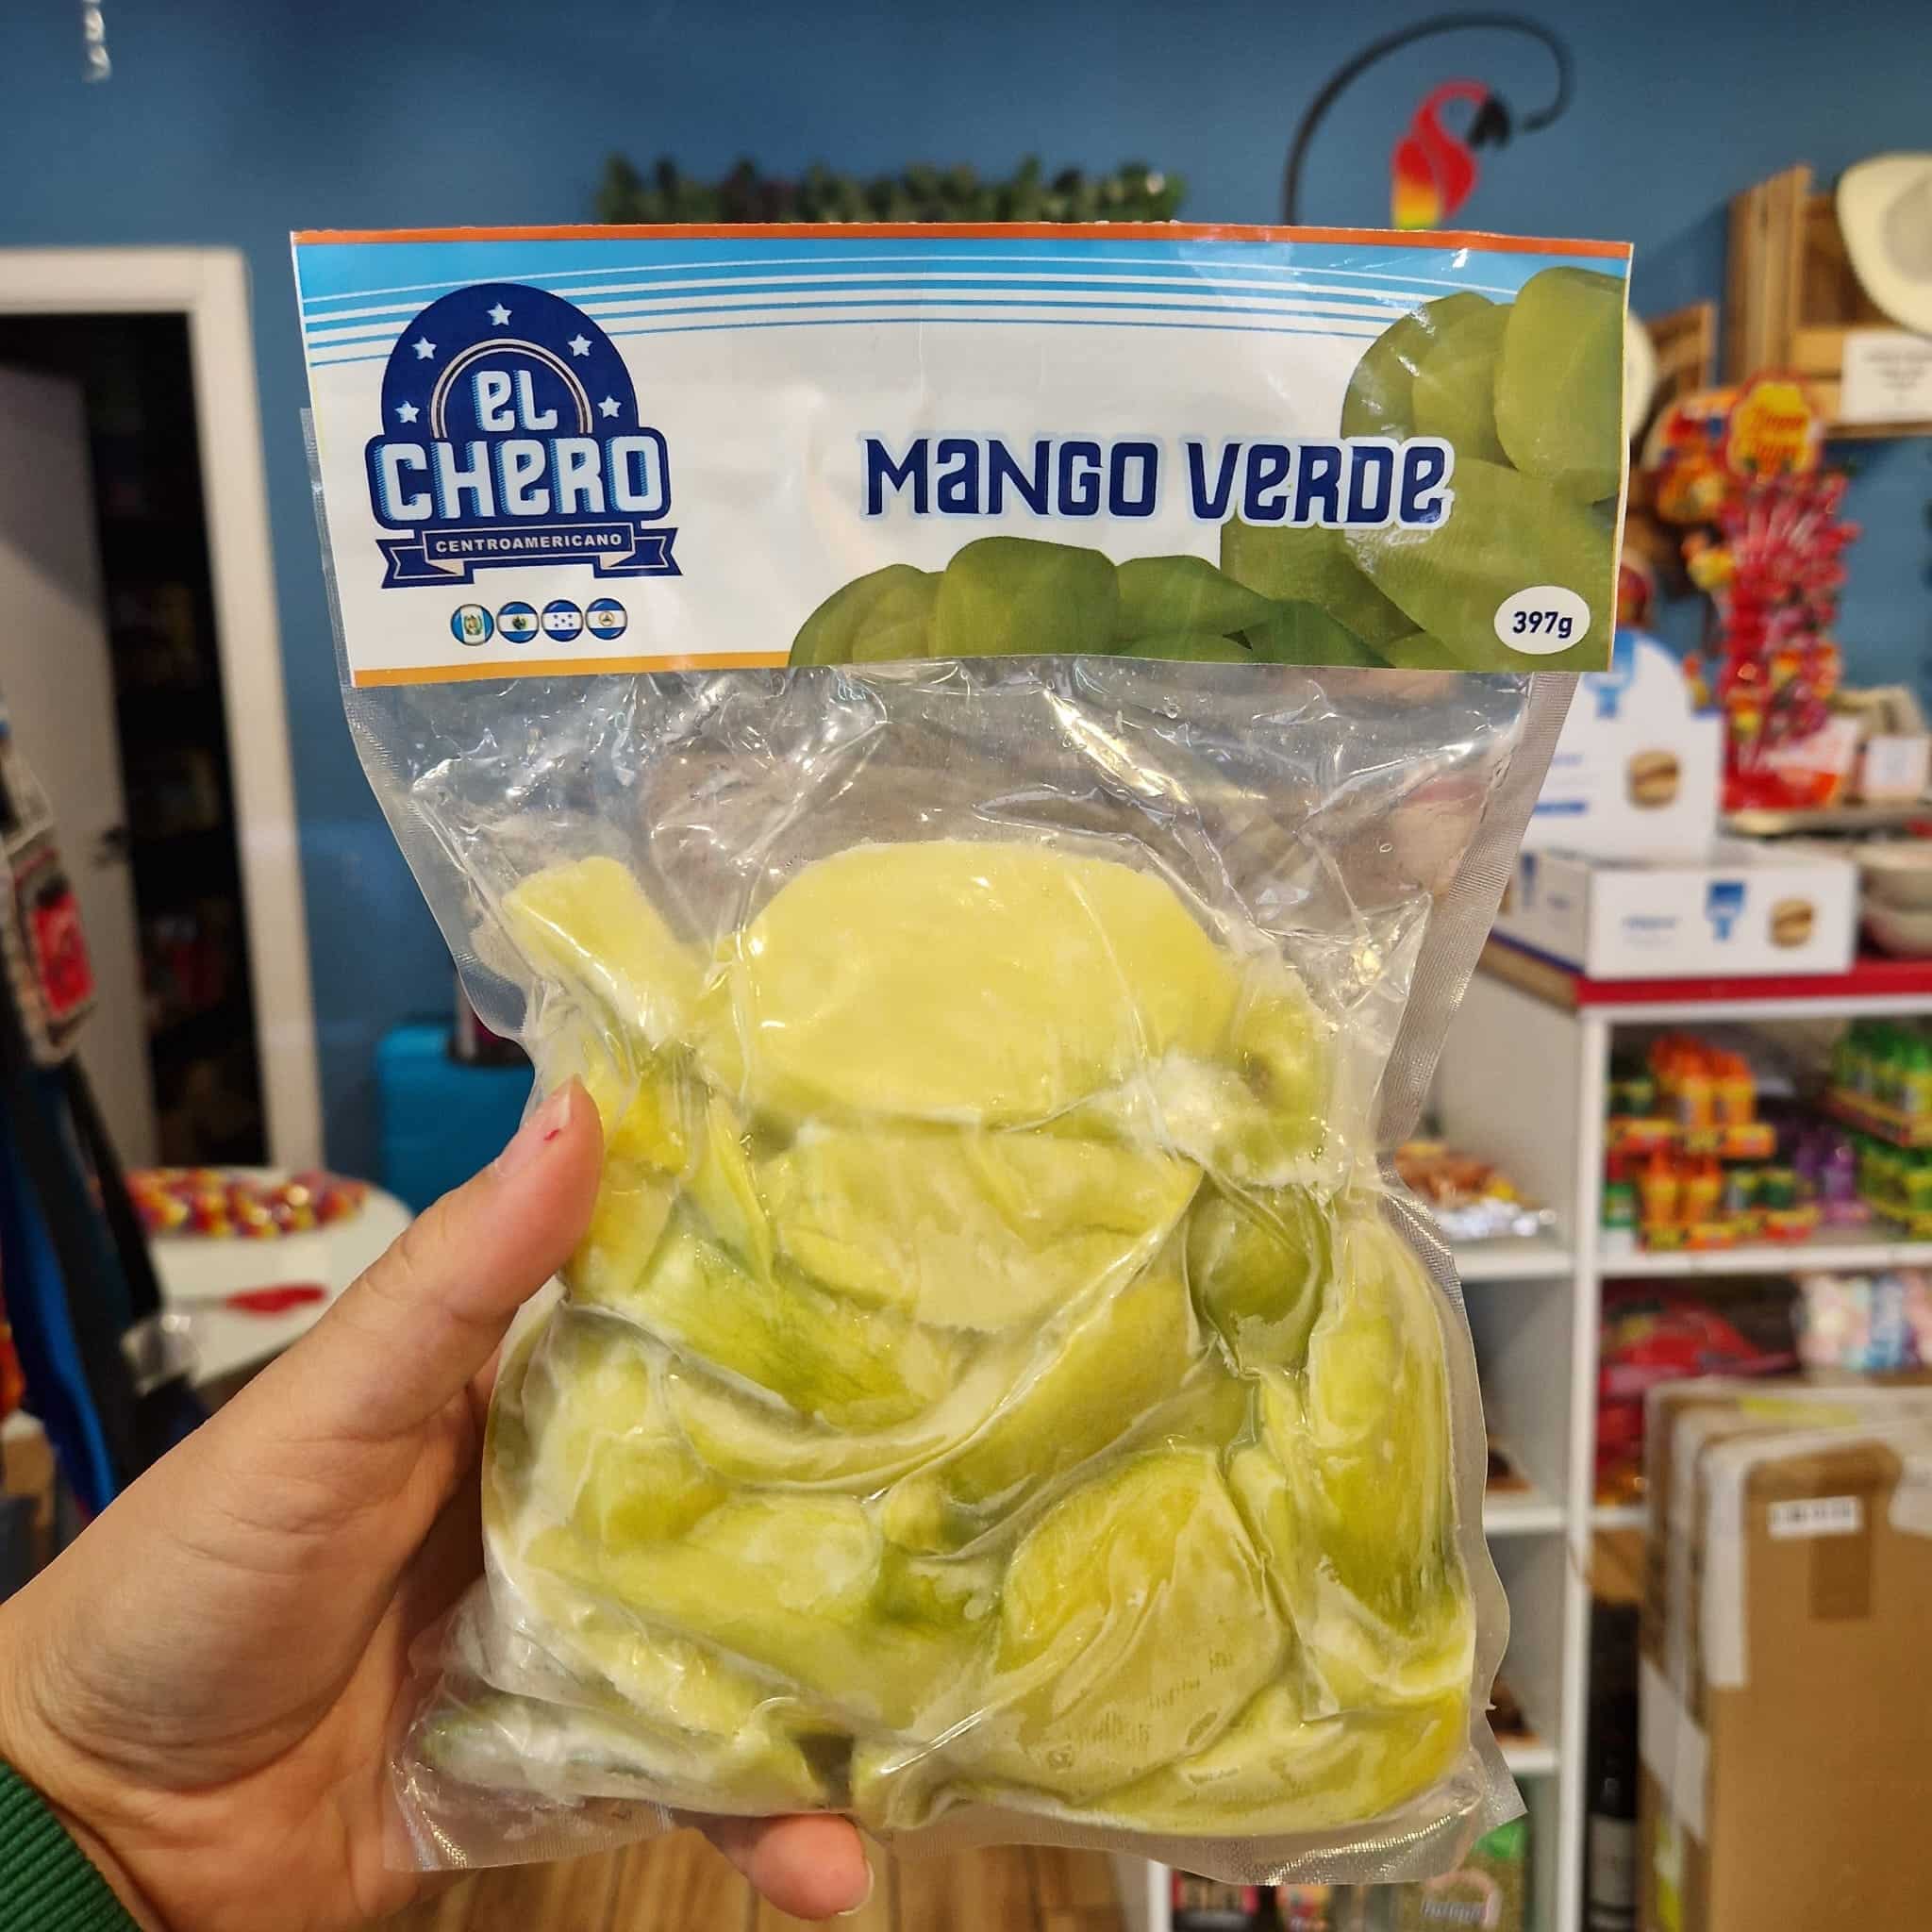 EL
CHERO
CENTROAMERICANO
MANGO VERDE
397g